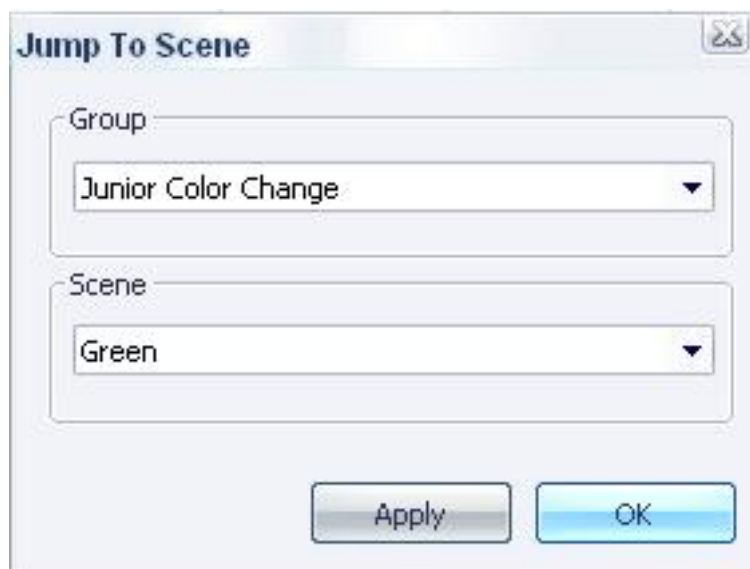 Jump To Scene
Group
Junior Color Change
Scene
Green
Apply
OK